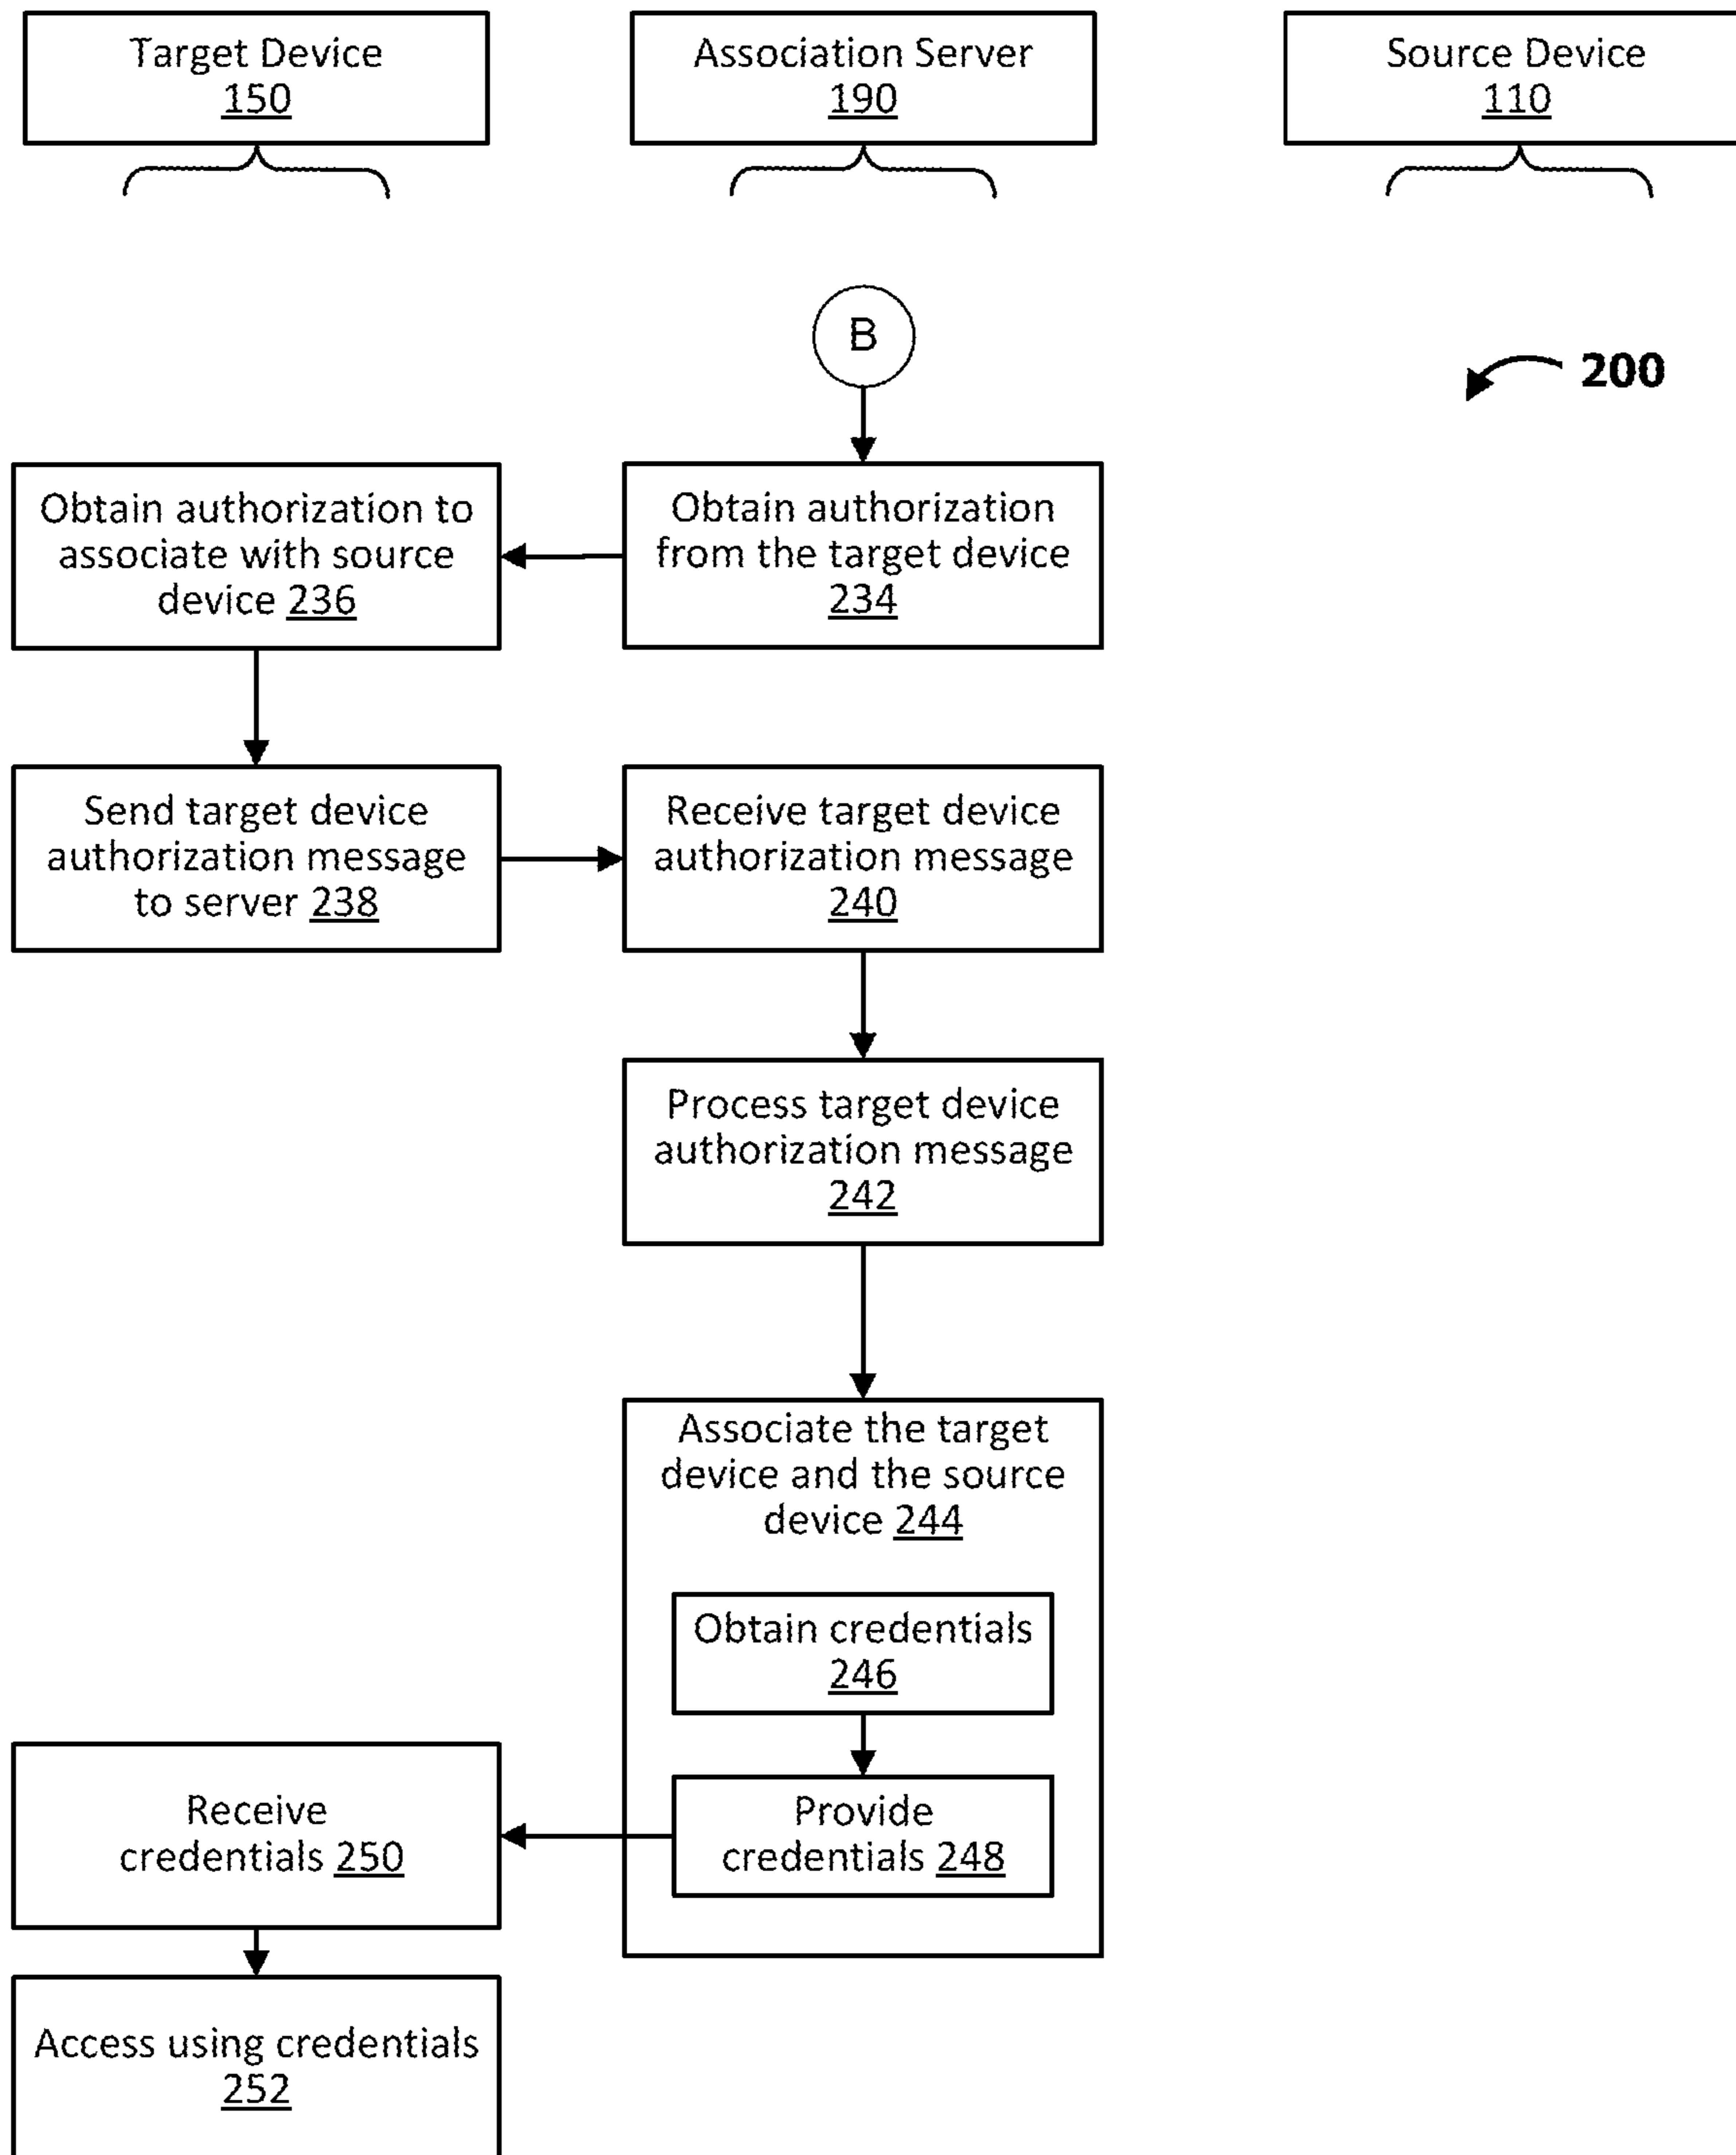 Target Device
150
Association Server
190
Source Device
110
B
200
Obtain authorization to
associate with source
device 236
Obtain authorization
from the target device
234
Send target device
authorization message
to server 238
Receive target device
authorization message
240
Process target device
authorization message
242
Associate the target
device and the source
device 244
Obtain credentials
246
Provide
credentials 248
Receive
credentials 250
Access using credentials
252